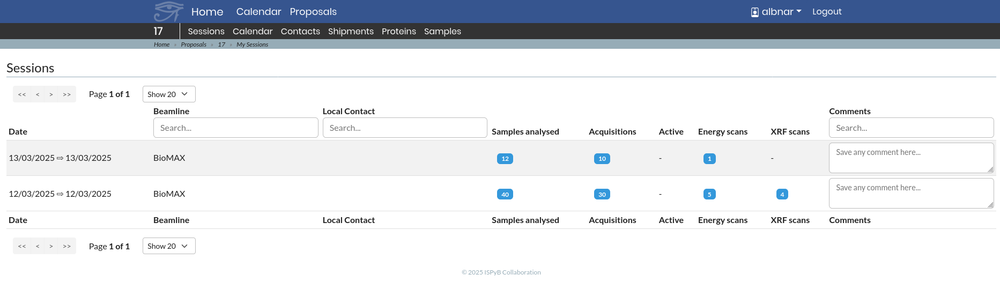 Home Calendar Proposals albnar Logout
17 Sessions Calendar Contacts Shipments Proteins Samples
Home » Proposals » 17 » My Sessions
Sessions
<< < > >> Page 1 of 1 Show 20
Beamline Local Contact Comments
Search... Search... Search...
Date Samples analysed Acquisitions Active Energy scans XRF scans
13/03/2025 ⇨ 13/03/2025 BioMAX 12 10 - 1 - Save any comment here...
12/03/2025 ⇨ 12/03/2025 BioMAX 40 30 - 5 4 Save any comment here...
Date Beamline Local Contact Samples analysed Acquisitions Active Energy scans XRF scans Comments
<< < > >> Page 1 of 1 Show 20
© 2025 ISPyB Collaboration